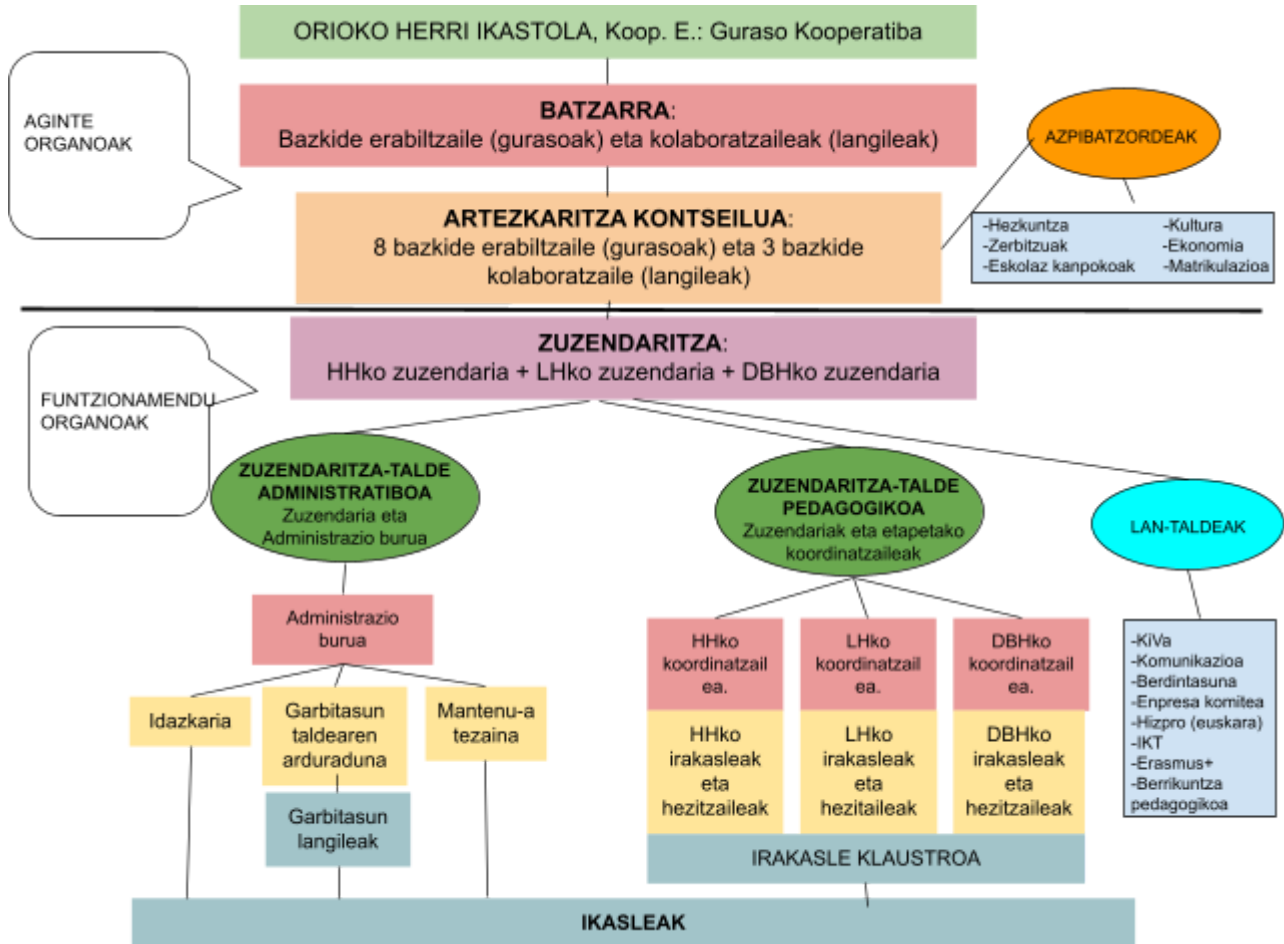 ORIOKO HERRI IKASTOLA, Koop. E.: Guraso Kooperatiba
AGINTE
ORGANOAK
BATZARRA:
Bazkide erabiltzaile (gurasoak) eta kolaboratzaileak (langileak)
AZPIBATZORDEAK
ARTEZKARITZA KONTSEILUA:
8 bazkide erabiltzaile (gurasoak) eta 3 bazkide
kolaboratzaile (langileak)
-Hezkuntza
-Zerbitzuak
-Eskolaz kanpokoak
-Kultura
-Ekonomia
-Matrikulazioa
FUNTZIONAMENDU
ORGANOAK
ZUZENDARITZA:
HHko zuzendaria + LHko zuzendaria + DBHko zuzendaria
ZUZENDARITZA-TALDE
ADMINISTRATIBOA
Zuzendaria eta
Administrazio burua
ZUZENDARITZA-TALDE
PEDAGOGIKOA
Zuzendariak eta etapetako
koordinatzaileak
LAN-TALDEAK
Administrazio
burua
Idazkaria
Garbitasun
taldearen
arduraduna
Mantenu-a
tezaina
Garbitasun
langileak
HHko
koordinatzail
ea.
LHko
koordinatzail
ea.
DBHko
koordinatzail
ea.
HHko
irakasleak
eta
hezitzaileak
LHko
irakasleak
eta
hezitaileak
DBHko
irakasleak
eta
hezitzaileak
IRAKASLE KLAUSTROA
-KiVa
-Komunikazioa
-Berdintasuna
-Enpresa komitea
-Hizpro (euskara)
-IKT
-Erasmus+
-Berrikuntza
pedagogikoa
IKASLEAK